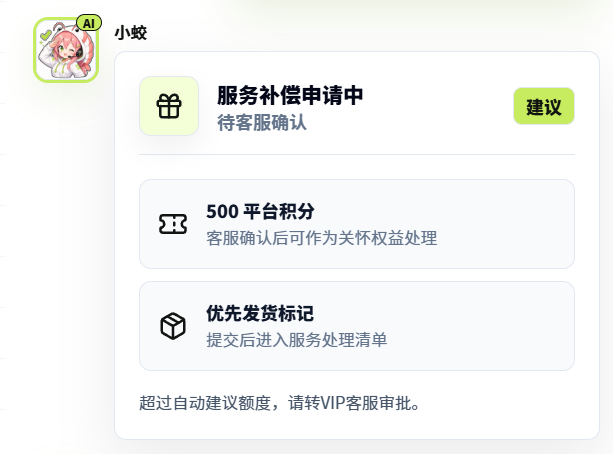 AI
小蛟
服务补偿申请中
待客服确认
建议
500 平台积分
客服确认后可作为关怀权益处理
优先发货标记
提交后进入服务处理清单
超过自动建议额度，请转VIP客服审批。